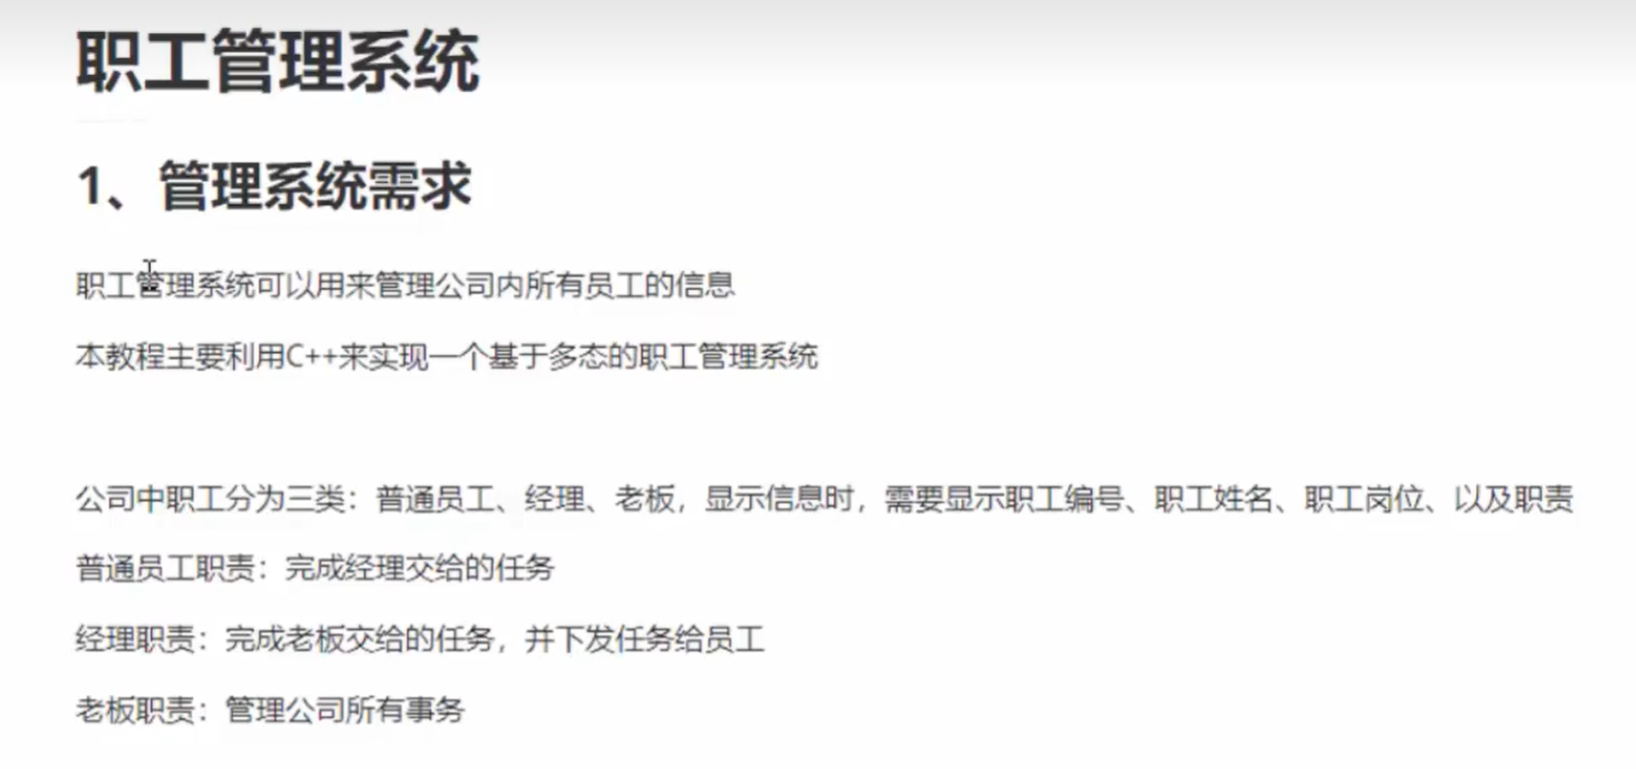 职工管理系统
1、管理系统需求
职工管理系统可以用来管理公司内所有员工的信息
本教程主要利用C++来实现一个基于多态的职工管理系统
公司中职工分为三类：普通员工、经理、老板，显示信息时，需要显示职工编号、职工姓名、职工岗位、以及职责
普通员工职责：完成经理交给的任务
经理职责：完成老板交给的任务，并下发任务给员工
老板职责：管理公司所有事务